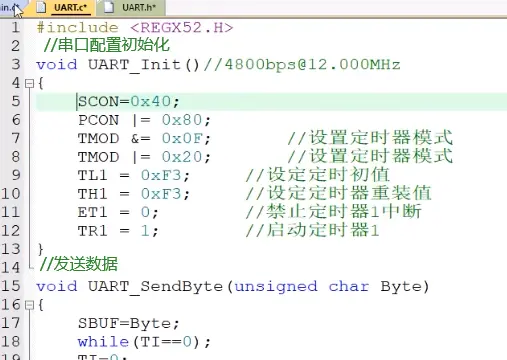 in.c* UART.c* UART.h*
1 #include <REGX52.H>
2 //串口配置初始化
3 void UART_Init()//4800bps@12.000MHz
4 {
5 SCON=0x40;
6 PCON |= 0x80;
7 TMOD &= 0x0F; //设置定时器模式
8 TMOD |= 0x20; //设置定时器模式
9 TL1 = 0xF3; //设定定时初值
10 TH1 = 0xF3; //设定定时器重装值
11 ET1 = 0; //禁止定时器1中断
12 TR1 = 1; //启动定时器1
13 }
14 //发送数据
15 void UART_SendByte(unsigned char Byte)
16 {
17 SBUF=Byte;
18 while(TI==0);
19 TI=0;